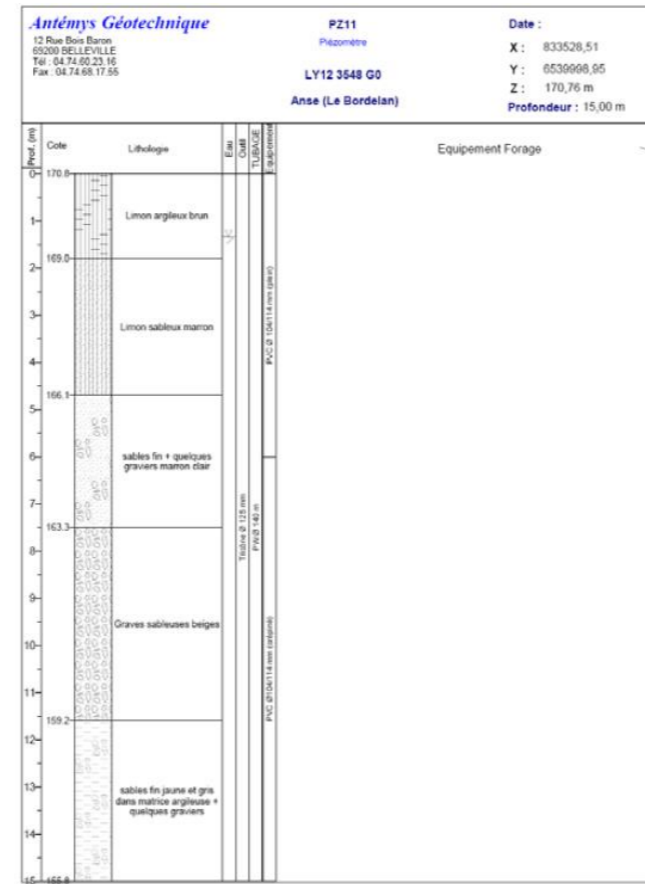 Antémys Géotechnique
12 Rue Bois Baron
69200 BELLEVILLE
Tél : 04.74.60.23.16
Fax : 04.74.68.17.55
PZ11
Piézomètre
LY12 3548 G0
Anse (Le Bordelan)
Date :
X : 833528,51
Y : 6539998,95
Z : 170,76 m
Profondeur : 15,00 m
Prof. (m)
Cote
Lithologie
Eau
Outil
TUBAGE
Equipement
Equipement Forage
0
170.8
Limon argileux brun
1
169.0
2
3
Limon sableux marron
PVC Ø 104/114 mm (plein)
4
166.1
5
6
sables fin + quelques
graviers marron clair
7
163.3
Tricône Ø 125 mm
PW Ø 140 m
8
9
Graves sableuses beiges
10
PVC Ø104/114 mm (crépiné)
11
159.2
12
13
sables fin jaune et gris
dans matrice argileuse +
quelques graviers
14
15
155.8